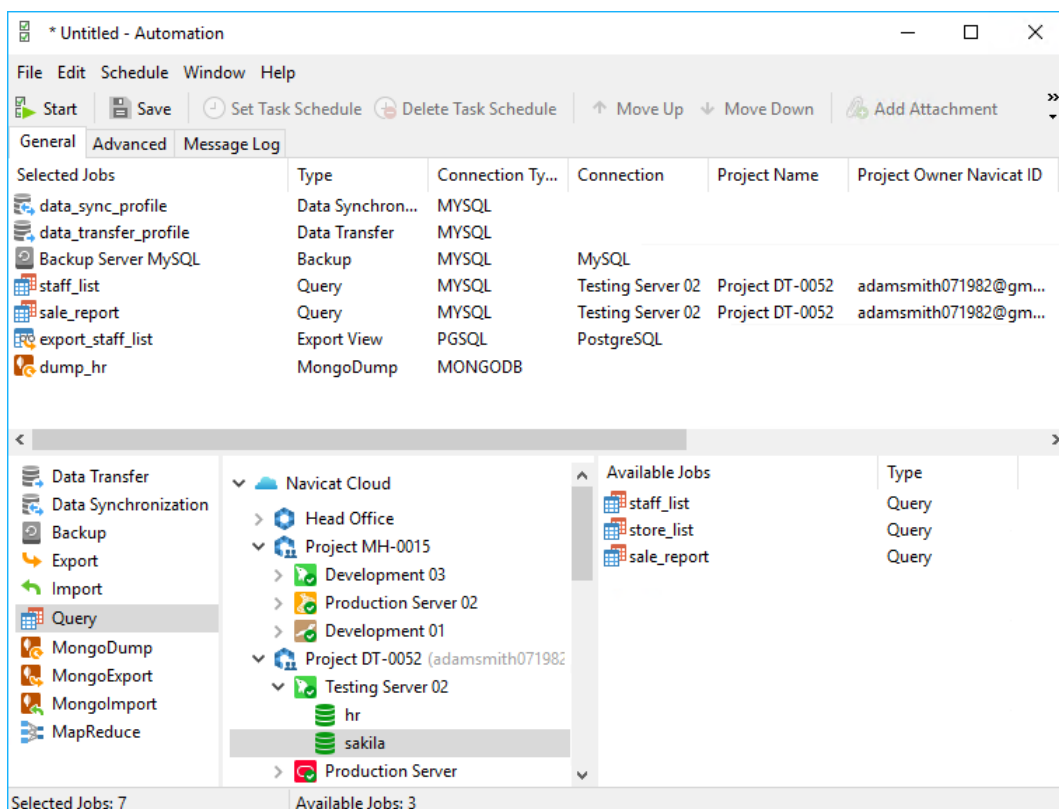 * Untitled - Automation
File Edit Schedule Window Help
Start Save Set Task Schedule Delete Task Schedule Move Up Move Down Add Attachment
General Advanced Message Log
Selected Jobs Type Connection Ty... Connection Project Name Project Owner Navicat ID
data_sync_profile Data Synchron... MYSQL
data_transfer_profile Data Transfer MYSQL
Backup Server MySQL Backup MYSQL MySQL
staff_list Query MYSQL Testing Server 02 Project DT-0052 adamsmith071982@gm...
sale_report Query MYSQL Testing Server 02 Project DT-0052 adamsmith071982@gm...
export_staff_list Export View PGSQL PostgreSQL
dump_hr MongoDump MONGODB
Data Transfer
Data Synchronization
Backup
Export
Import
Query
MongoDump
MongoExport
MongoImport
MapReduce
Navicat Cloud
Head Office
Project MH-0015
Development 03
Production Server 02
Development 01
Project DT-0052 (adamsmith071982
Testing Server 02
hr
sakila
Production Server
Available Jobs Type
staff_list Query
store_list Query
sale_report Query
Selected Jobs: 7 Available Jobs: 3